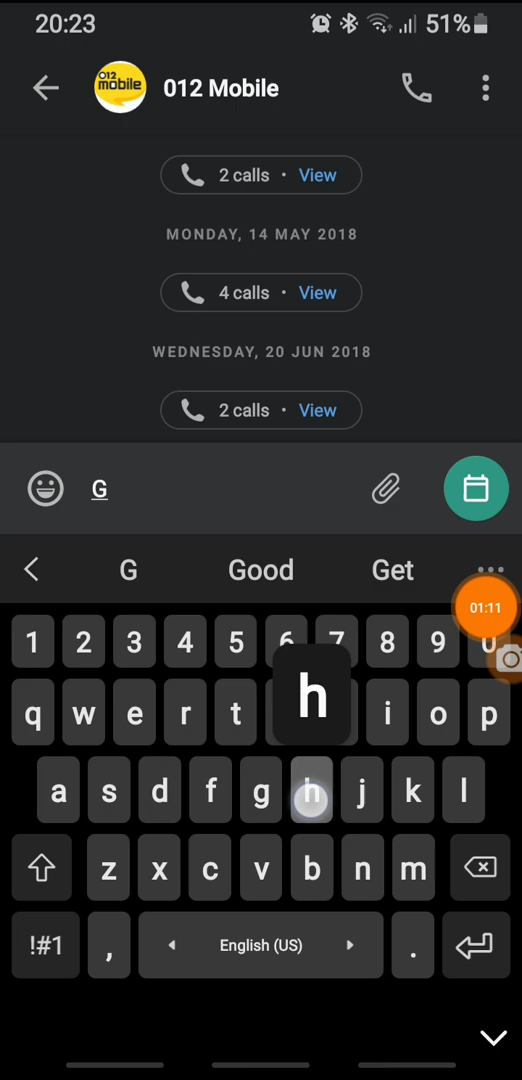 20:23 51%
012 mobile 012 Mobile
2 calls • View
MONDAY, 14 MAY 2018
4 calls • View
WEDNESDAY, 20 JUN 2018
2 calls • View
G
G Good Get
01:11
1 2 3 4 5 6 7 8 9 0
q w e r t i o p
h
a s d f g h j k l
z x c v b n m
!#1 , English (US) .